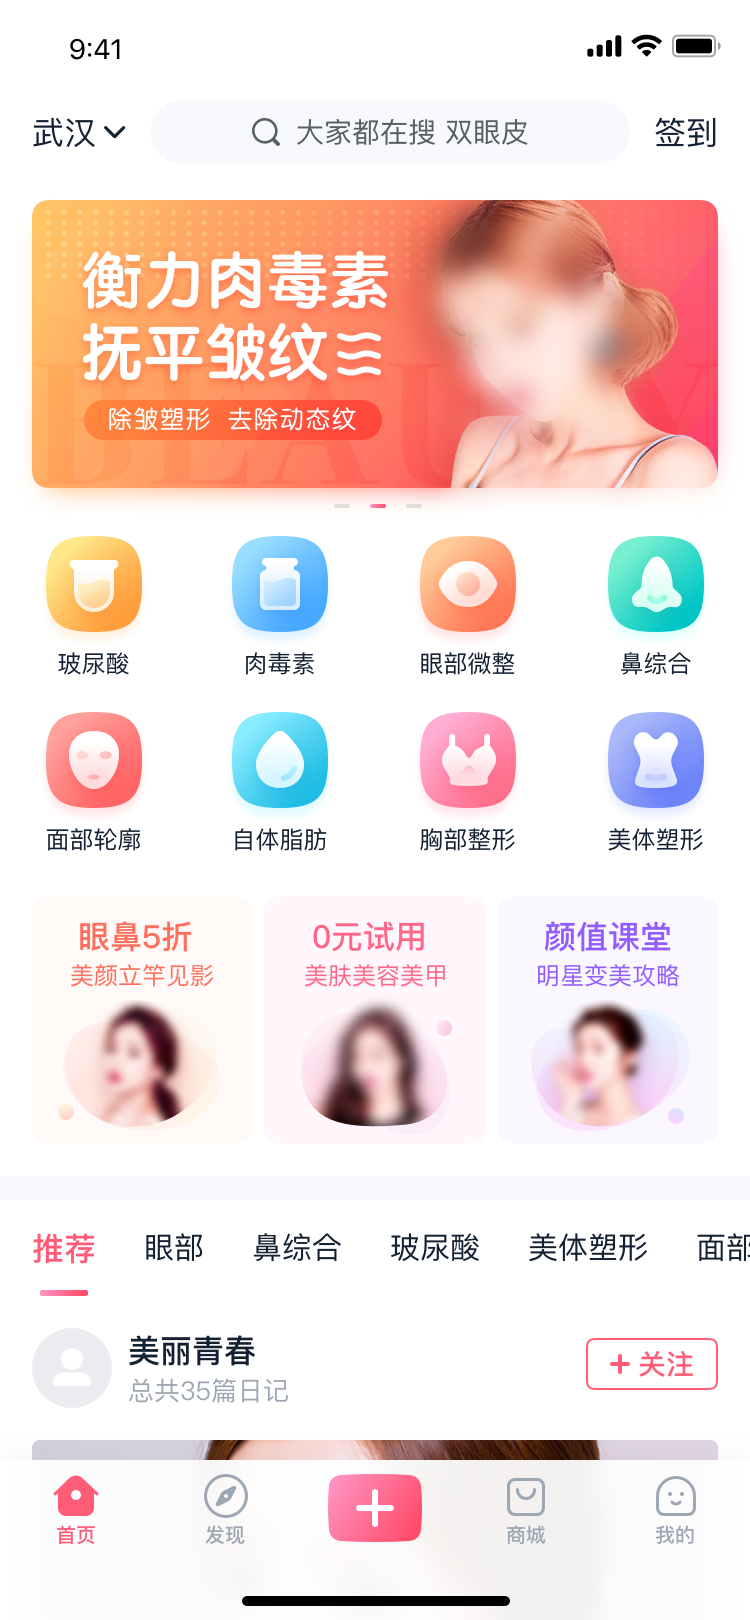 9:41
武汉
大家都在搜 双眼皮
签到
衡力肉毒素
抚平皱纹
除皱塑形 去除动态纹
BEAUTY
玻尿酸
肉毒素
眼部微整
鼻综合
面部轮廓
自体脂肪
胸部整形
美体塑形
眼鼻5折
美颜立竿见影
0元试用
美肤美容美甲
颜值课堂
明星变美攻略
推荐
眼部
鼻综合
玻尿酸
美体塑形
面部
美丽青春
总共35篇日记
关注
首页
发现
商城
我的